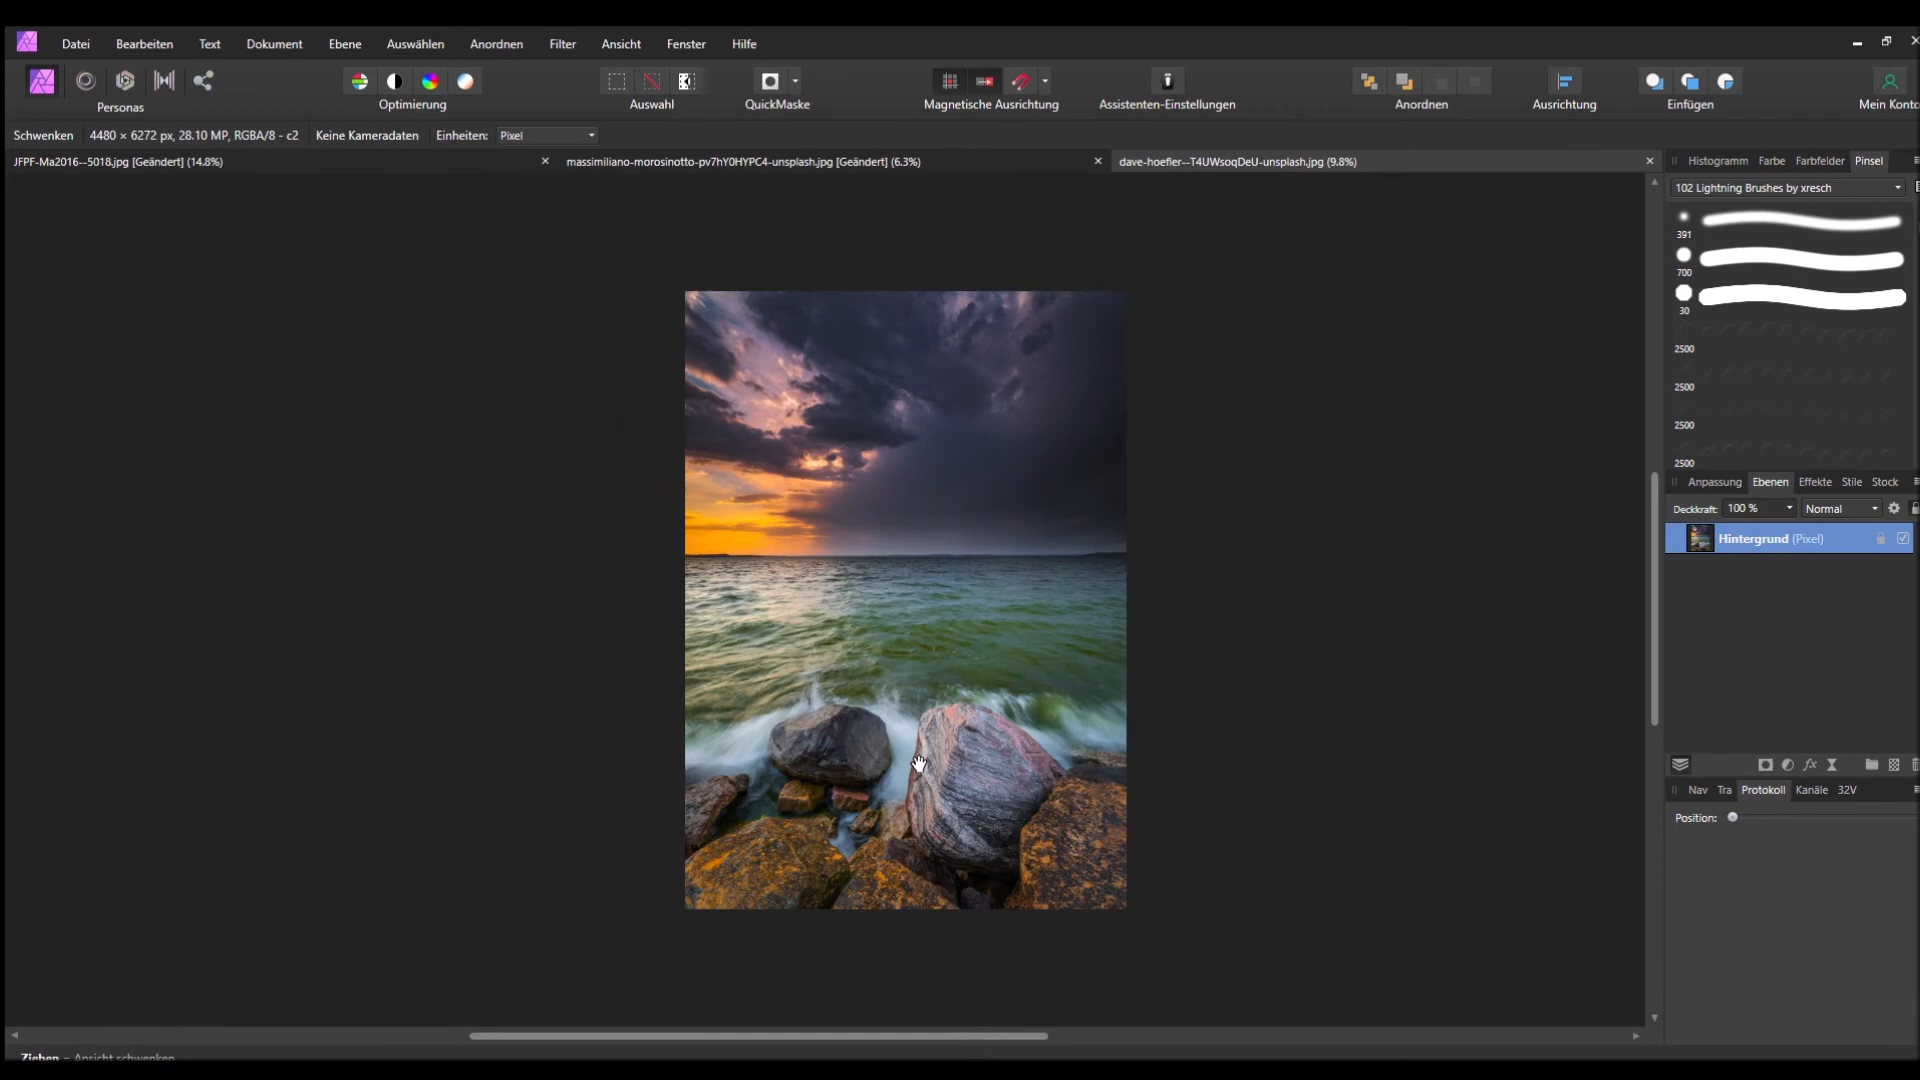 Datei Bearbeiten Text Dokument Ebene Auswählen Anordnen Filter Ansicht Fenster Hilfe
Personas Optimierung Auswahl QuickMaske Magnetische Ausrichtung Assistenten-Einstellungen Anordnen Ausrichtung Einfügen Mein Konto
Schwenken 4480 × 6272 px, 28.10 MP, RGBA/8 - c2 Keine Kameradaten Einheiten: Pixel
JFPF-Ma2016--5018.jpg [Geändert] (14.8%) massimiliano-morosinotto-pv7hY0HYPC4-unsplash.jpg [Geändert] (6.3%) dave-hoefler--T4UWsoqDeU-unsplash.jpg (9.8%)
Histogramm Farbe Farbfelder Pinsel
102 Lightning Brushes by xresch
391
700
30
2500
2500
2500
2500
Anpassung Ebenen Effekte Stile Stock
Deckkraft: 100 % Normal
Hintergrund (Pixel)
fx
Nav Tra Protokoll Kanäle 32V
Position:
Ziehen = Ansicht schwenken